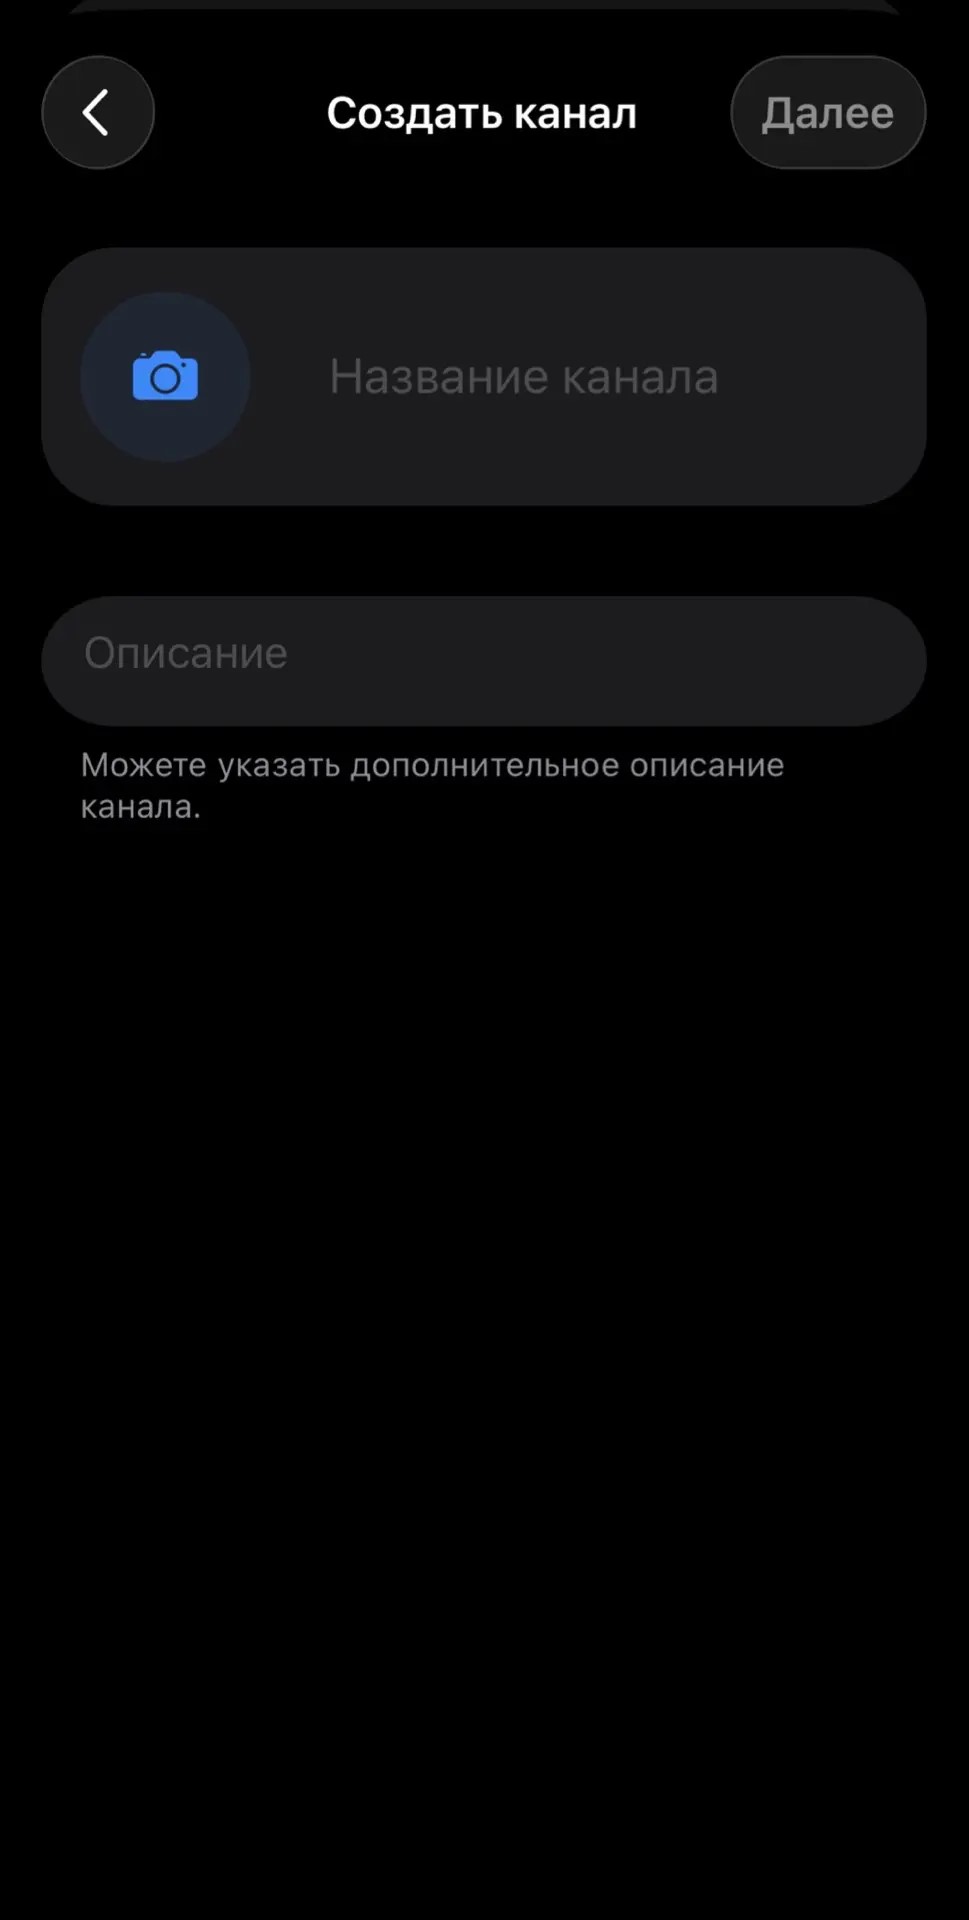 Создать канал
Далее
Название канала
Описание
Можете указать дополнительное описание
канала.